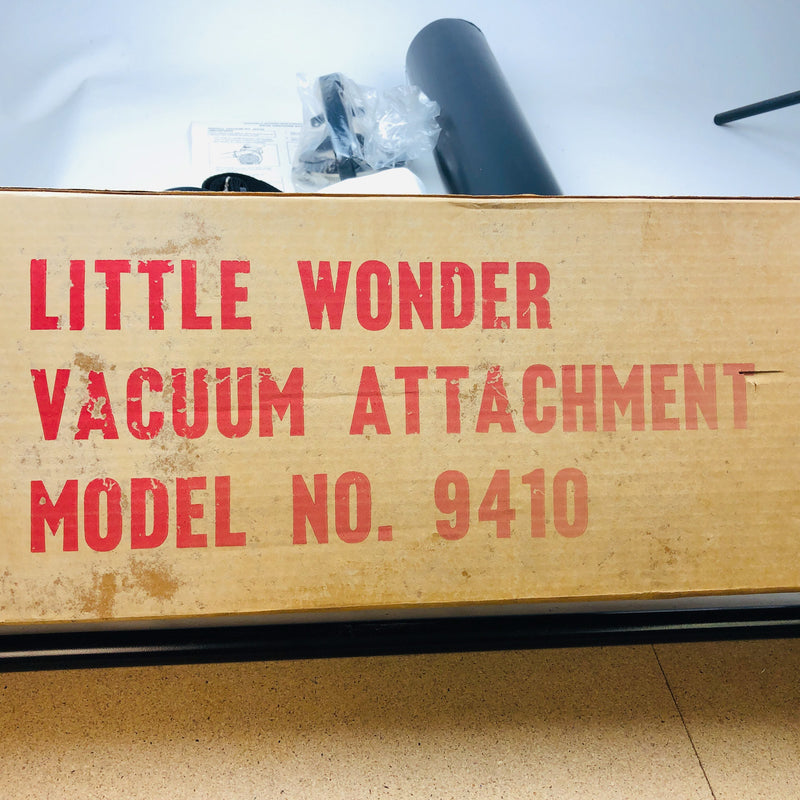 LITTLE WONDER
VACUUM ATTACHMENT
MODEL NO. 9410